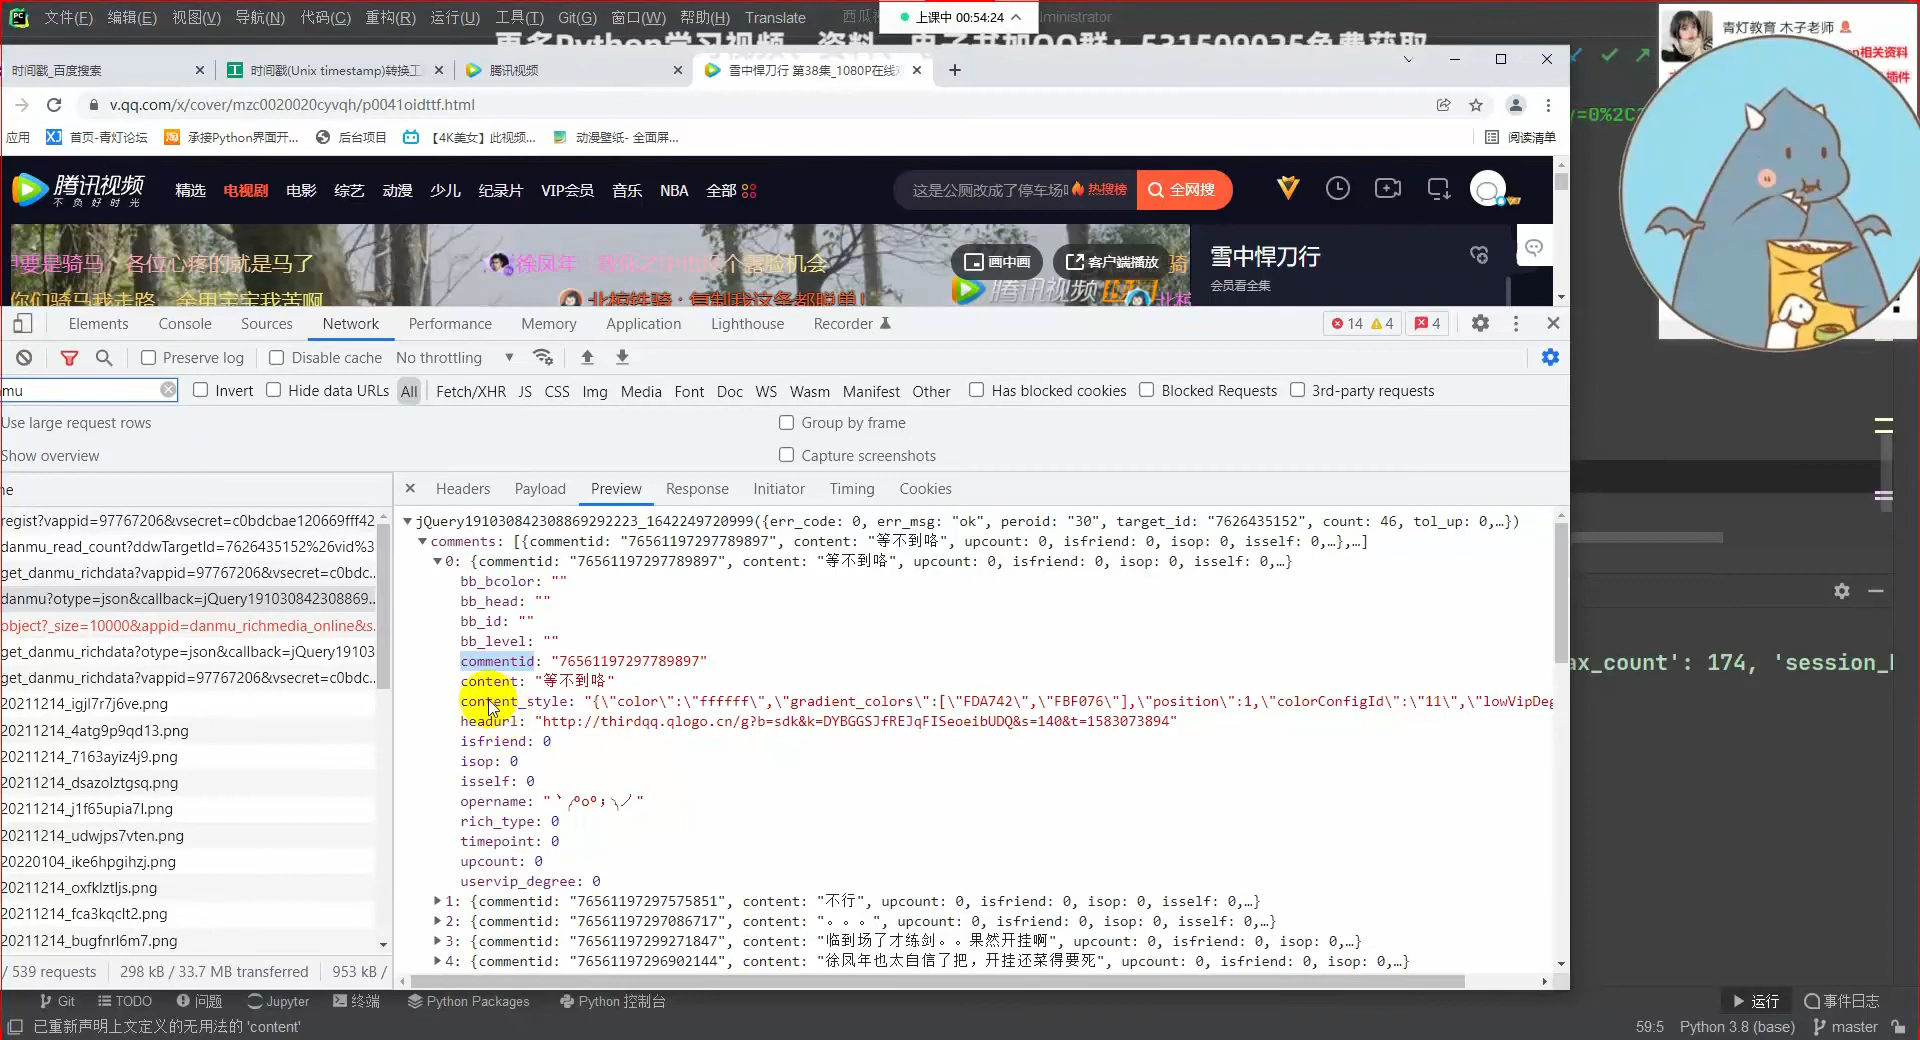 文件(F) 编辑(E) 视图(V) 导航(N) 代码(C) 重构(R) 运行(U) 工具(T) Git(G) 窗口(W) 帮助(H) Translate
上课中 00:54:24
青灯教育 木子老师
时间戳_百度搜索
时间戳(Unix timestamp)转换工
腾讯视频
雪中悍刀行 第38集_1080P在线
v.qq.com/x/cover/mzc0020020cyvqh/p0041oidttf.html
应用 首页-青灯论坛 承接Python界面开... 后台项目 【4K美女】此视频... 动漫壁纸- 全面屏... 阅读清单
腾讯视频
不负好时光
精选 电视剧 电影 综艺 动漫 少儿 纪录片 VIP会员 音乐 NBA 全部
这是公厕改成了停车场 热搜榜 全网搜
要是骑马，各位心疼的就是马了
画中画 客户端播放
雪中悍刀行
会员看全集
Elements Console Sources Network Performance Memory Application Lighthouse Recorder 14 4 4
Preserve log Disable cache No throttling
mu Invert Hide data URLs All Fetch/XHR JS CSS Img Media Font Doc WS Wasm Manifest Other Has blocked cookies Blocked Requests 3rd-party requests
Use large request rows Group by frame
Show overview Capture screenshots
Headers Payload Preview Response Initiator Timing Cookies
regist?vappid=97767206&vsecret=c0bdcbae120669fff42
danmu_read_count?ddwTargetId=7626435152%26vid%3
get_danmu_richdata?vappid=97767206&vsecret=c0bdc...
danmu?otype=json&callback=jQuery191030842308869...
object?_size=10000&appid=danmu_richmedia_online&s...
get_danmu_richdata?otype=json&callback=jQuery19103
get_danmu_richdata?vappid=97767206&vsecret=c0bdc...
20211214_igjl7r7j6ve.png
20211214_4atg9p9qd13.png
20211214_7163ayiz4j9.png
20211214_dsazolztgsq.png
20211214_j1f65upia7l.png
20211214_udwjps7vten.png
20220104_ike6hpgihzj.png
20211214_oxfklztljs.png
20211214_fca3kqclt2.png
20211214_bugfnrl6m7.png
/ 539 requests 298 kB / 33.7 MB transferred 953 kB /
jQuery191030842308869292223_1642249720999({err_code: 0, err_msg: "ok", peroid: "30", target_id: "7626435152", count: 46, tol_up: 0,…})
comments: [{commentid: "76561197297789897", content: "等不到咯", upcount: 0, isfriend: 0, isop: 0, isself: 0,…},…]
0: {commentid: "76561197297789897", content: "等不到咯", upcount: 0, isfriend: 0, isop: 0, isself: 0,…}
bb_bcolor: ""
bb_head: ""
bb_id: ""
bb_level: ""
commentid: "76561197297789897"
content: "等不到咯"
content_style: "{\"color\":\"ffffff\",\"gradient_colors\":[\"FDA742\",\"FBF076\"],\"position\":1,\"colorConfigId\":\"11\",\"lowVipDeg
headurl: "http://thirdqq.qlogo.cn/g?b=sdk&k=DYBGGSJfREJqFISeoeibUDQ&s=140&t=1583073894"
isfriend: 0
isop: 0
isself: 0
opername:
rich_type: 0
timepoint: 0
upcount: 0
uservip_degree: 0
1: {commentid: "76561197297575851", content: "不行", upcount: 0, isfriend: 0, isop: 0, isself: 0,…}
2: {commentid: "76561197297086717", content: "。。。", upcount: 0, isfriend: 0, isop: 0, isself: 0,…}
3: {commentid: "76561197299271847", content: "临到场了才练剑。。果然开挂啊", upcount: 0, isfriend: 0, isop: 0,…}
4: {commentid: "76561197296902144", content: "徐凤年也太自信了把，开挂还菜得要死", upcount: 0, isfriend: 0, isop: 0,…}
ax_count': 174, 'session_
Git TODO 问题 Jupyter 终端 Python Packages Python 控制台 运行 事件日志
已重新声明上文定义的无用法的 'content' 59:5 Python 3.8 (base) master